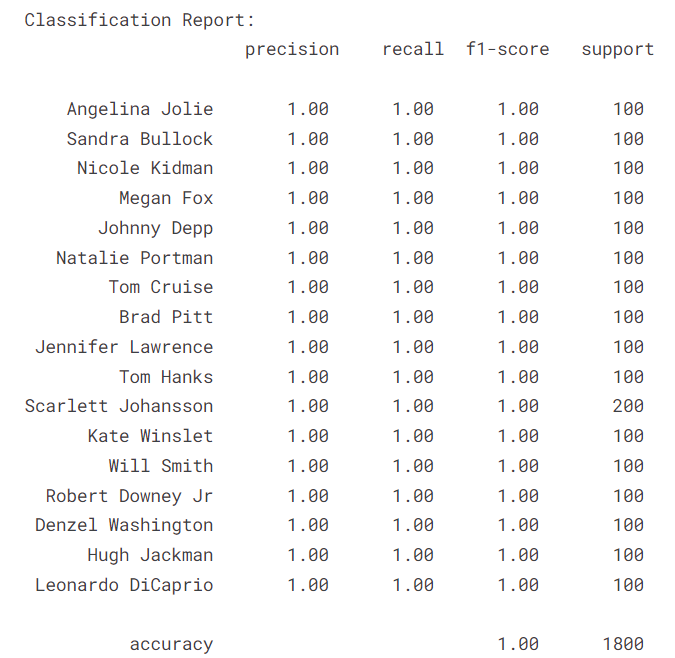 Classification Report:
precision recall f1-score support
Angelina Jolie 1.00 1.00 1.00 100
Sandra Bullock 1.00 1.00 1.00 100
Nicole Kidman 1.00 1.00 1.00 100
Megan Fox 1.00 1.00 1.00 100
Johnny Depp 1.00 1.00 1.00 100
Natalie Portman 1.00 1.00 1.00 100
Tom Cruise 1.00 1.00 1.00 100
Brad Pitt 1.00 1.00 1.00 100
Jennifer Lawrence 1.00 1.00 1.00 100
Tom Hanks 1.00 1.00 1.00 100
Scarlett Johansson 1.00 1.00 1.00 200
Kate Winslet 1.00 1.00 1.00 100
Will Smith 1.00 1.00 1.00 100
Robert Downey Jr 1.00 1.00 1.00 100
Denzel Washington 1.00 1.00 1.00 100
Hugh Jackman 1.00 1.00 1.00 100
Leonardo DiCaprio 1.00 1.00 1.00 100
accuracy 1.00 1800